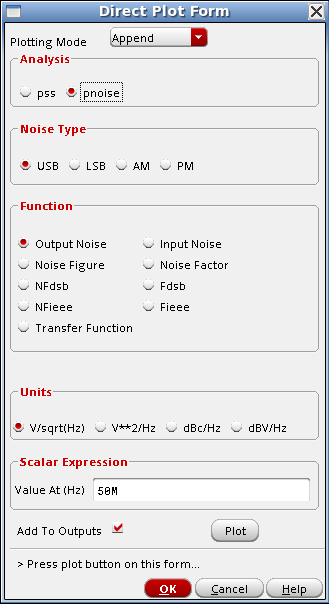 Direct Plot Form
Plotting Mode Append
Analysis
pss pnoise
Noise Type
USB LSB AM PM
Function
Output Noise Input Noise
Noise Figure Noise Factor
NFdsb Fdsb
NFieee Fieee
Transfer Function
Units
V/sqrt(Hz) V**2/Hz dBc/Hz dBV/Hz
Scalar Expression
Value At (Hz) 50M
Add To Outputs Plot
> Press plot button on this form...
OK Cancel Help